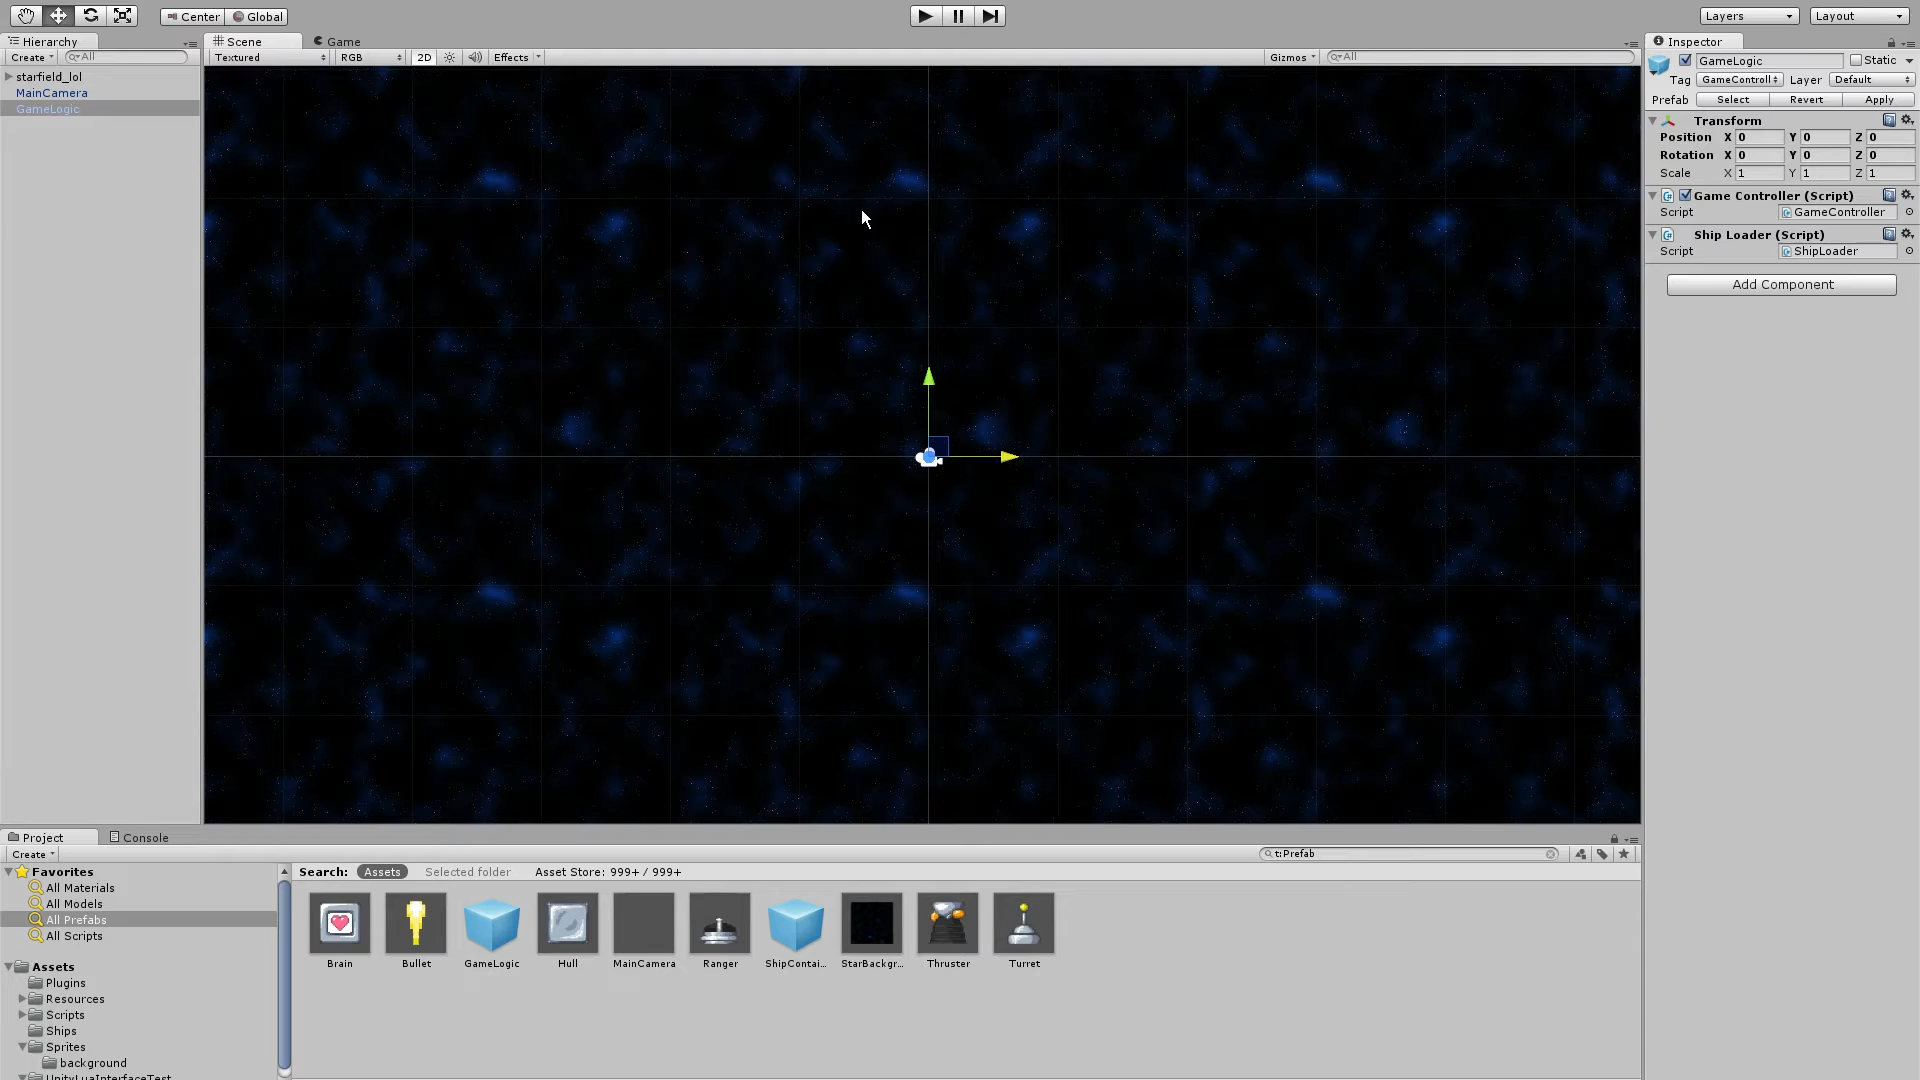 Center Global Layers Layout
Hierarchy Scene Game Inspector
Create All Textured RGB 2D Effects Gizmos All
GameLogic Static
Tag GameControll Layer Default
Prefab Select Revert Apply
starfield_lol
MainCamera
GameLogic
Transform
Position X 0 Y 0 Z 0
Rotation X 0 Y 0 Z 0
Scale X 1 Y 1 Z 1
Game Controller (Script)
Script GameController
Ship Loader (Script)
Script ShipLoader
Add Component
Project Console
Create t:Prefab
Favorites
All Materials
All Models
All Prefabs
All Scripts
Assets
Plugins
Resources
Scripts
Ships
Sprites
background
UnityLuaInterfaceTest
Search: Assets Selected folder Asset Store: 999+ / 999+
Brain Bullet GameLogic Hull MainCamera Ranger ShipContai... StarBackgr... Thruster Turret